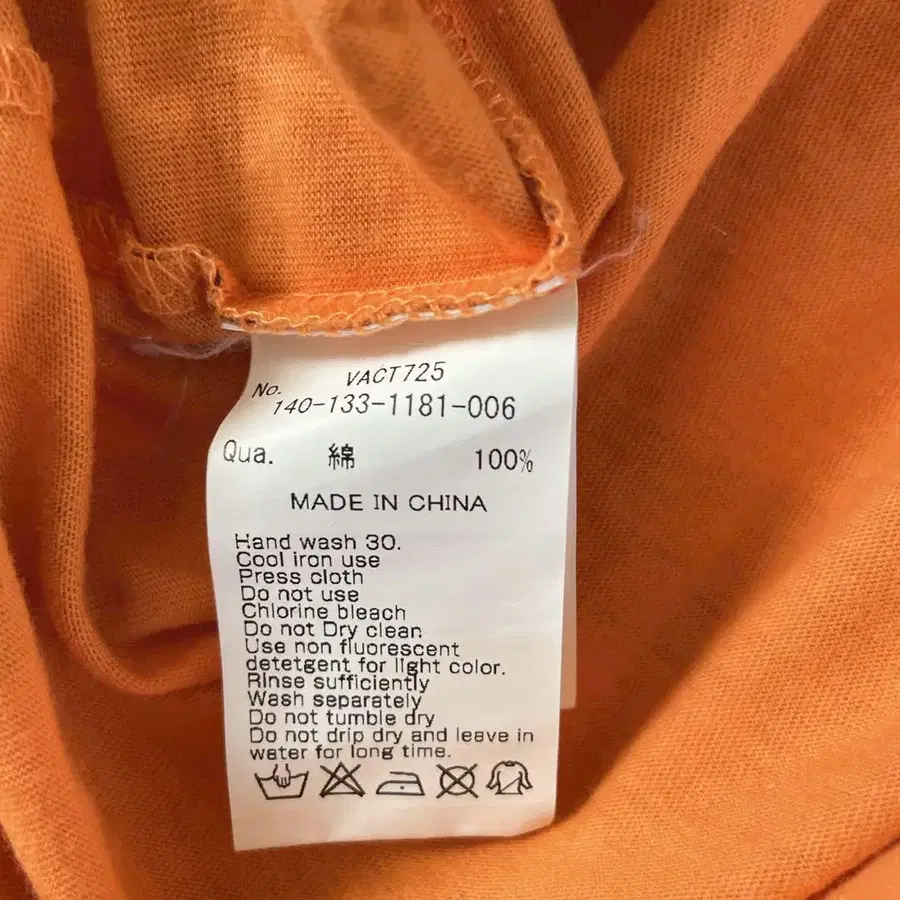 VACT725
No. 140-133-1181-006
Qua. 綿 100%
MADE IN CHINA
Hand wash 30.
Cool iron use
Press cloth
Do not use
Chlorine bleach
Do not Dry clean
Use non fluorescent
detetgent for light color.
Rinse sufficiently
Wash separately
Do not tumble dry
Do not drip dry and leave in
water for long time.